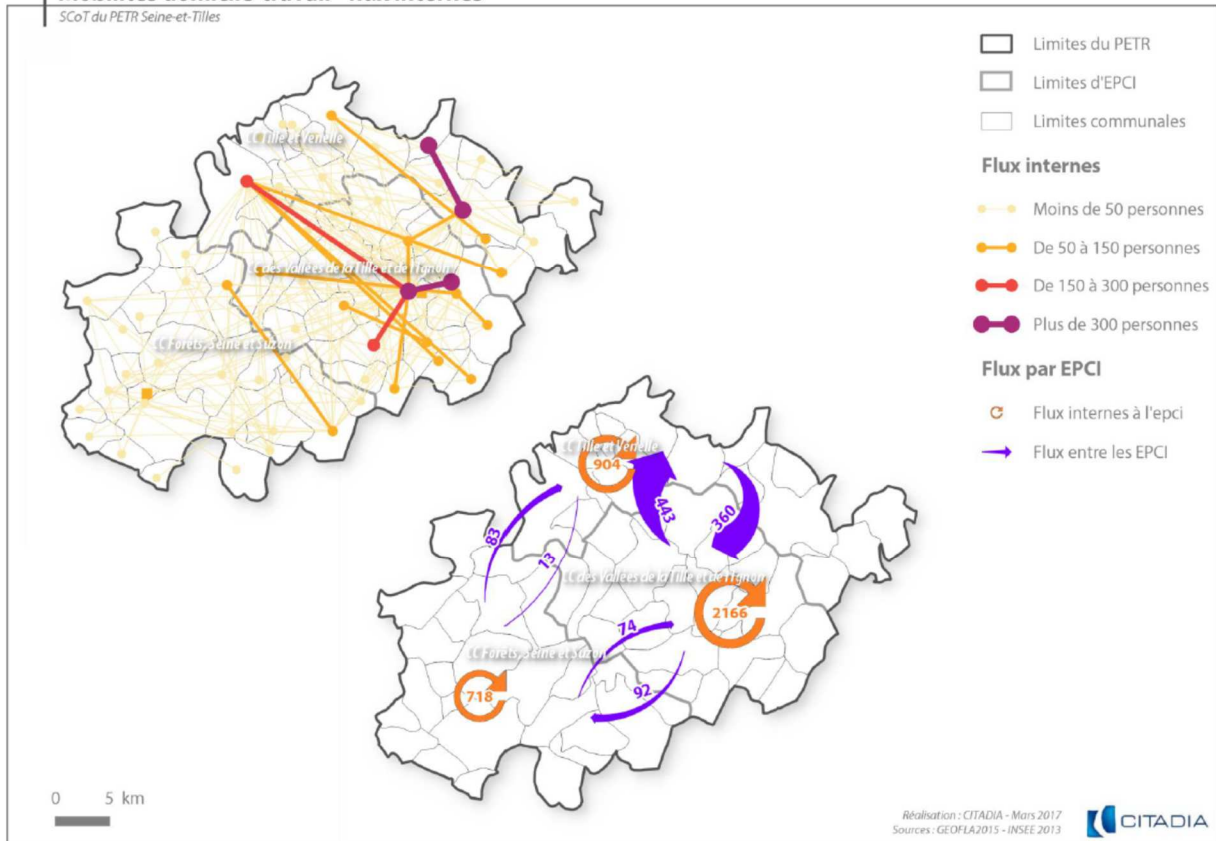 SCoT du PETR Seine-et-Tilles
Limites du PETR
Limites d'EPCI
Limites communales
Flux internes
Moins de 50 personnes
De 50 à 150 personnes
De 150 à 300 personnes
Plus de 300 personnes
Flux par EPCI
Flux internes à l'epci
Flux entre les EPCI
CC Tille et Venelle
CC des Vallées de la Tille et de l'Ignon
CC Forêts, Seine et Suzon
CC Tille et Venelle
904
443
360
83
13
CC des Vallées de la Tille et de l'Ignon
2166
74
CC Forêts, Seine et Suzon
718
92
0 5 km
Réalisation : CITADIA - Mars 2017
Sources : GEOFLA2015 - INSEE 2013
CITADIA